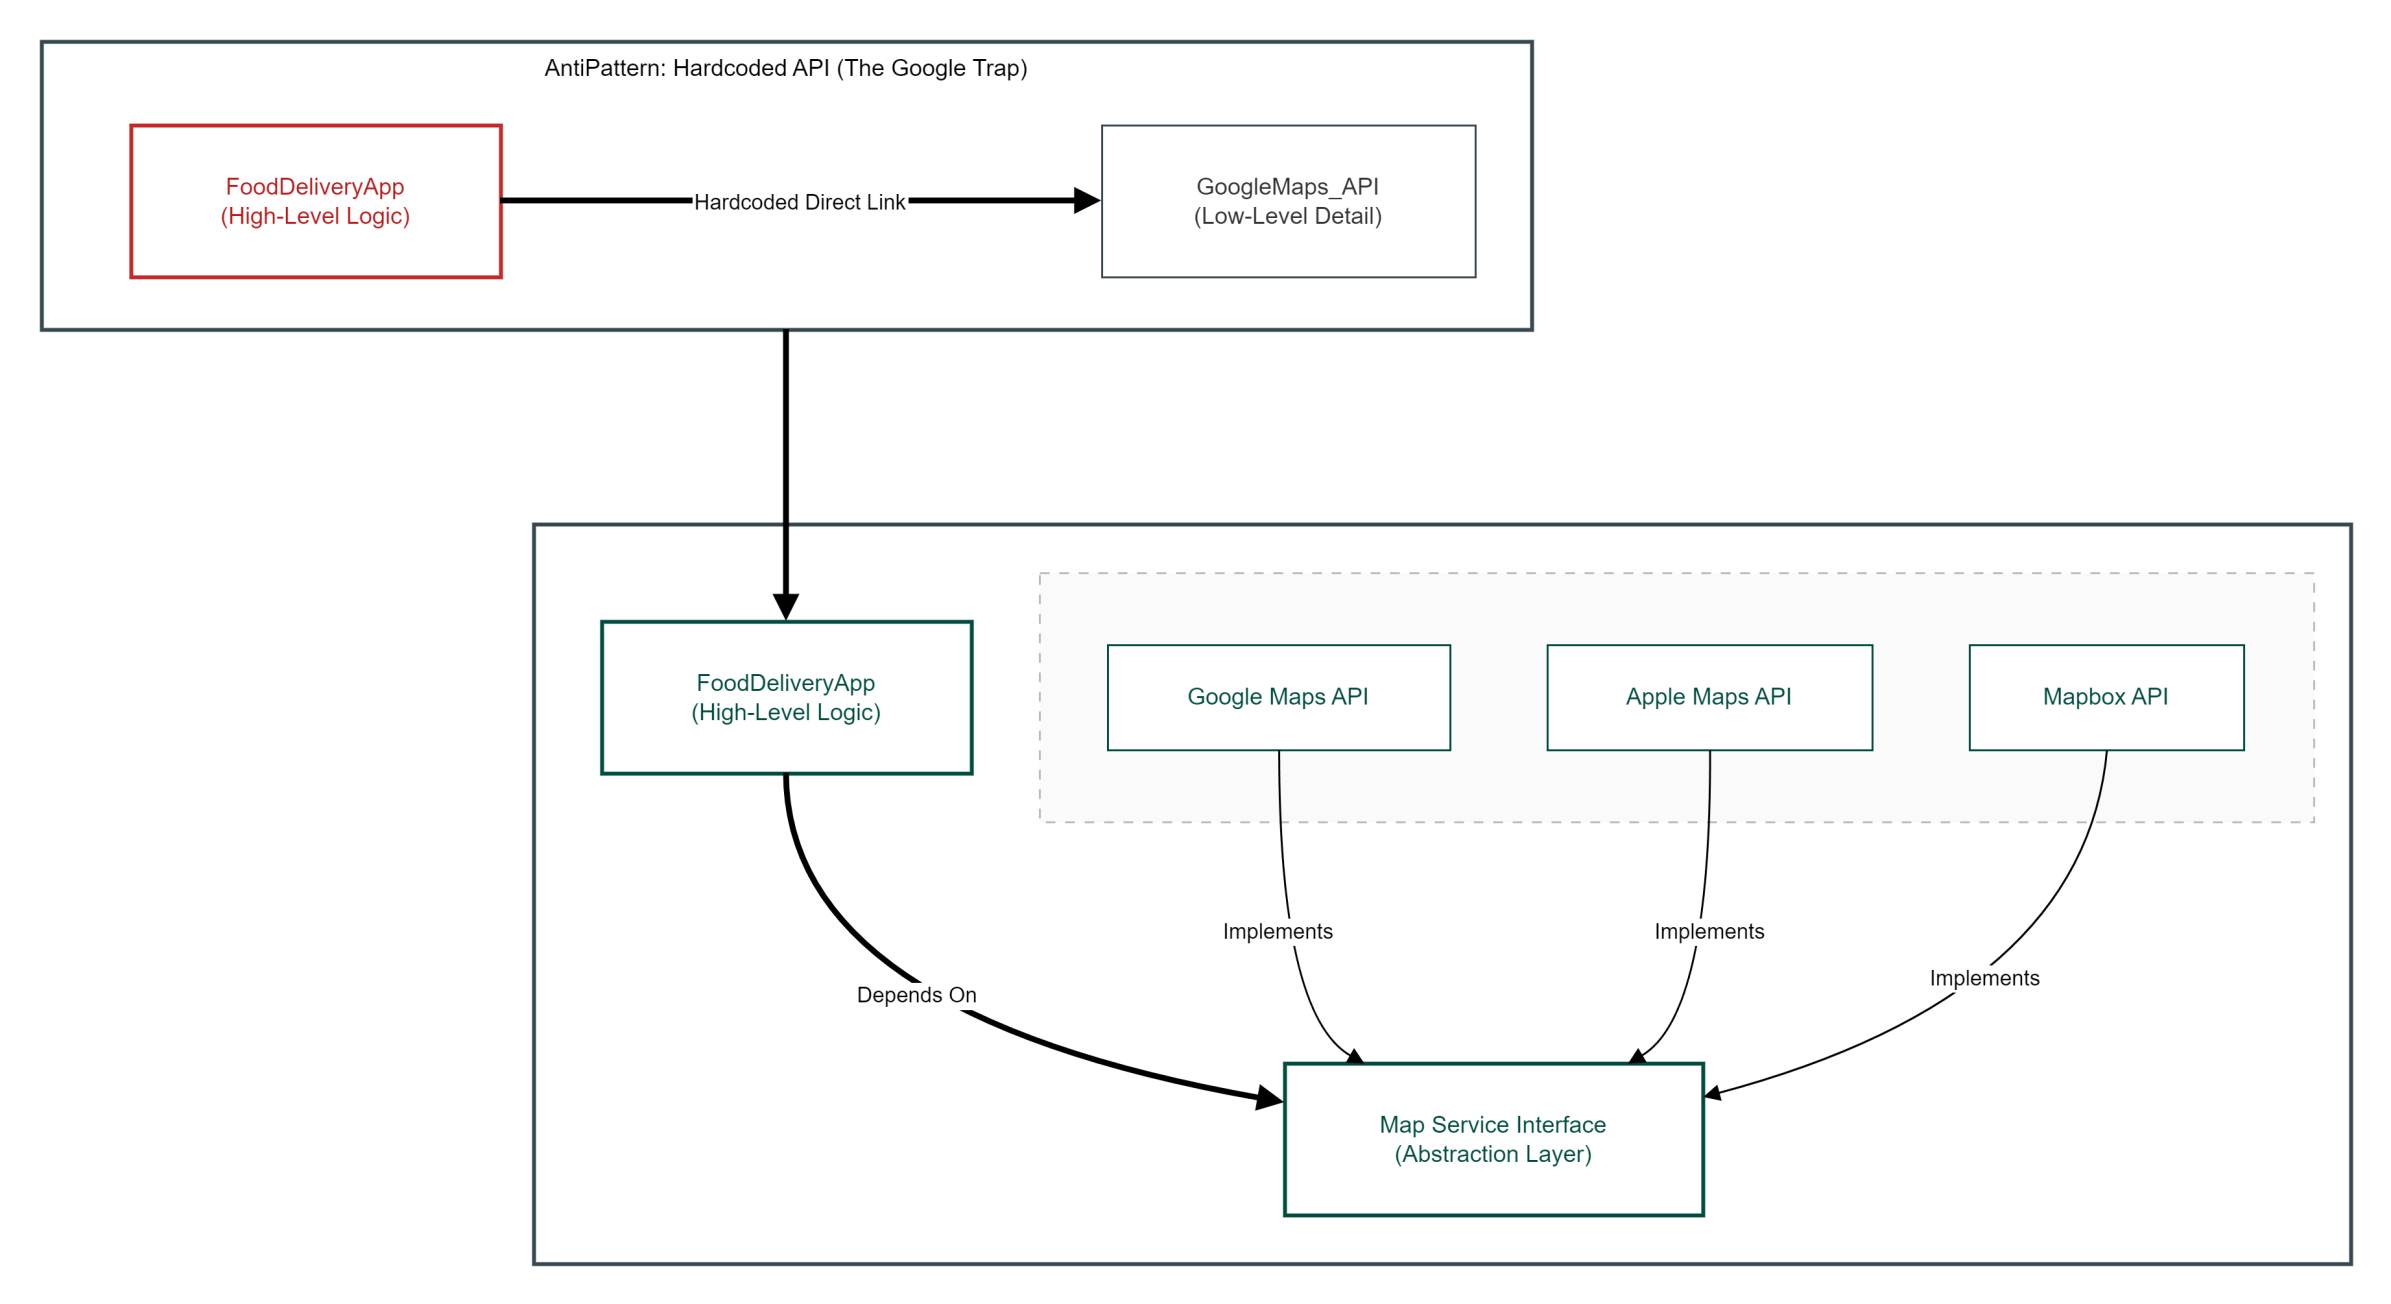 AntiPattern: Hardcoded API (The Google Trap)
FoodDeliveryApp
(High-Level Logic)
Hardcoded Direct Link
GoogleMaps_API
(Low-Level Detail)
FoodDeliveryApp
(High-Level Logic)
Google Maps API
Apple Maps API
Mapbox API
Implements
Implements
Implements
Depends On
Map Service Interface
(Abstraction Layer)